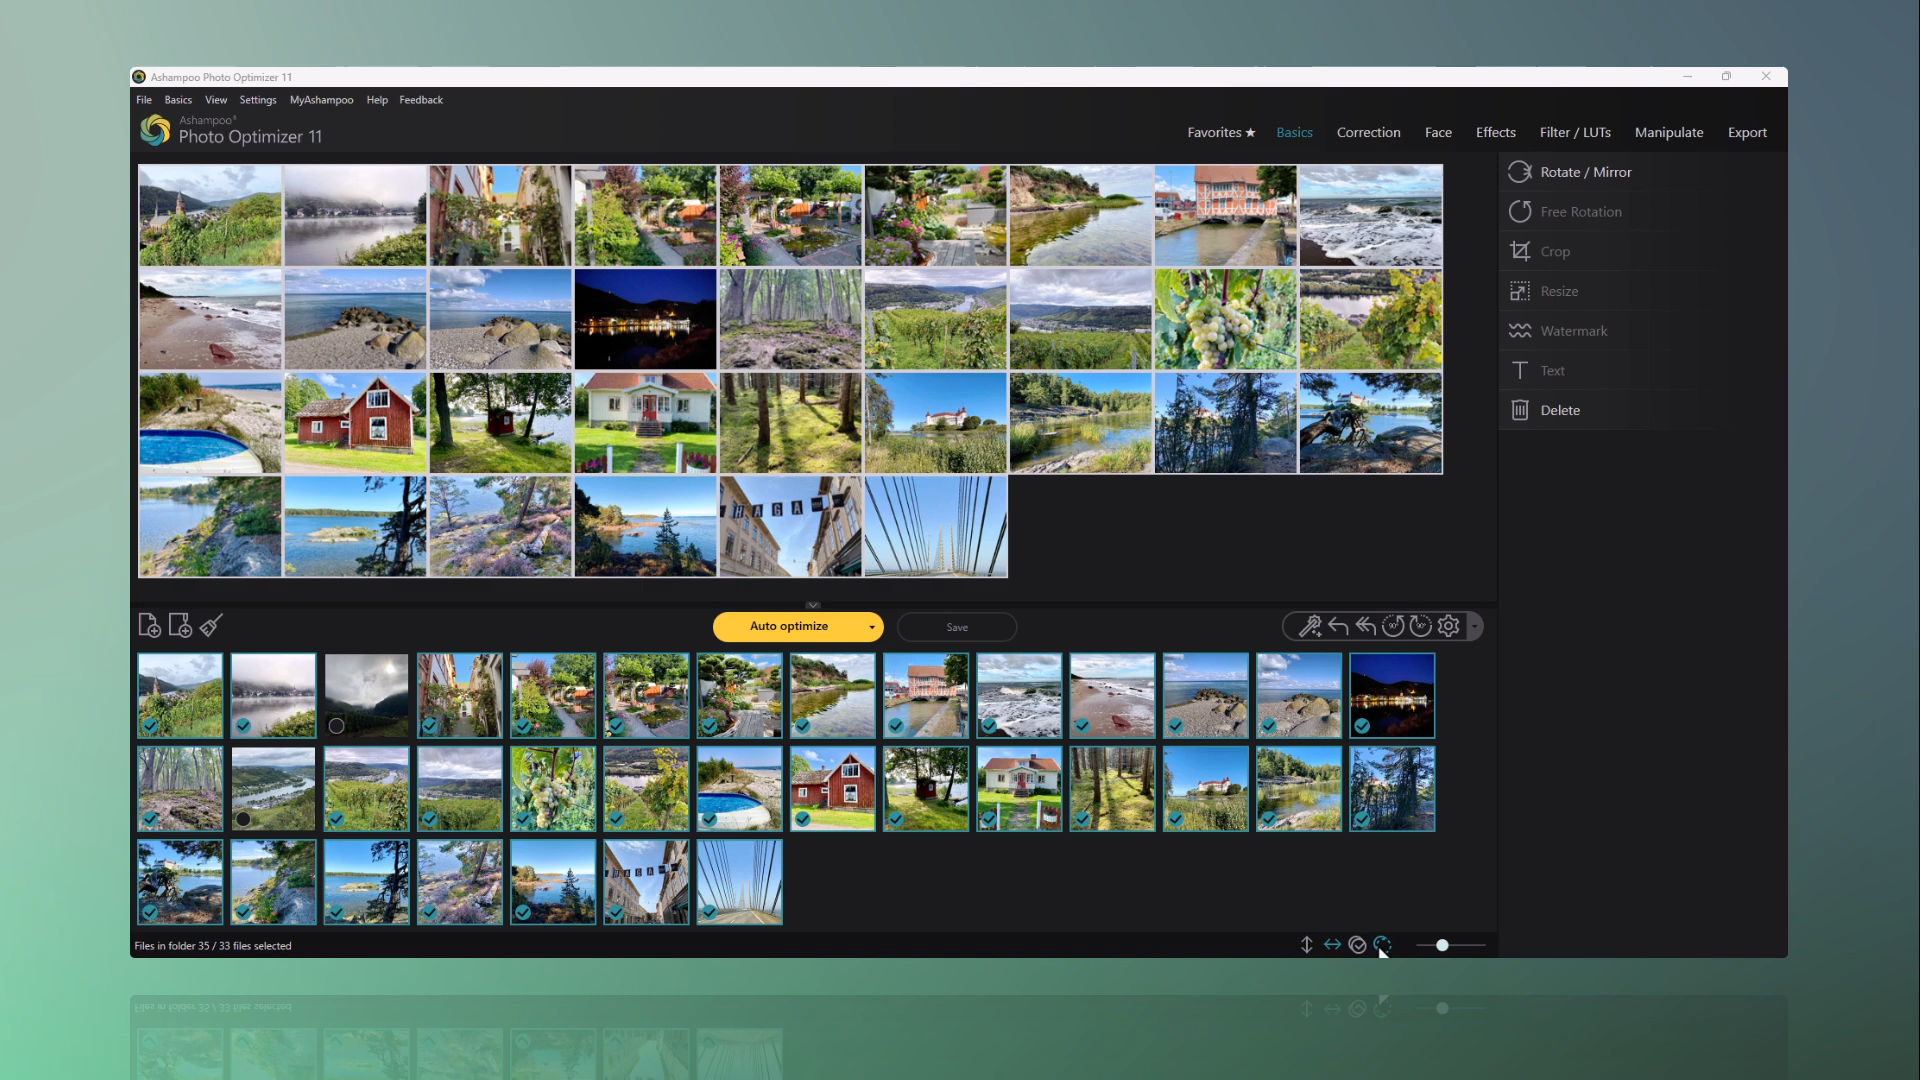 Ashampoo Photo Optimizer 11
File Basics View Settings MyAshampoo Help Feedback
Ashampoo®
Photo Optimizer 11
Favorites ★ Basics Correction Face Effects Filter / LUTs Manipulate Export
Rotate / Mirror
Free Rotation
Crop
Resize
Watermark
Text
Delete
HAGA
Auto optimize
Save
HAGA
Files in folder 35 / 33 files selected